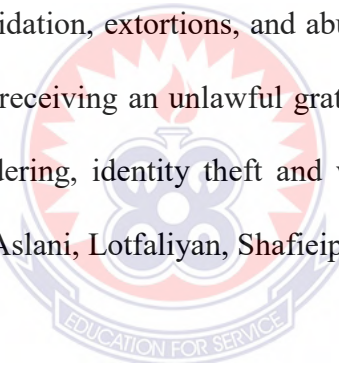 idation, extortions, and abu
receiving an unlawful grat
dering, identity theft and
Aslani, Lotfaliyan, Shafieip
EDUCATION FOR SERVICE